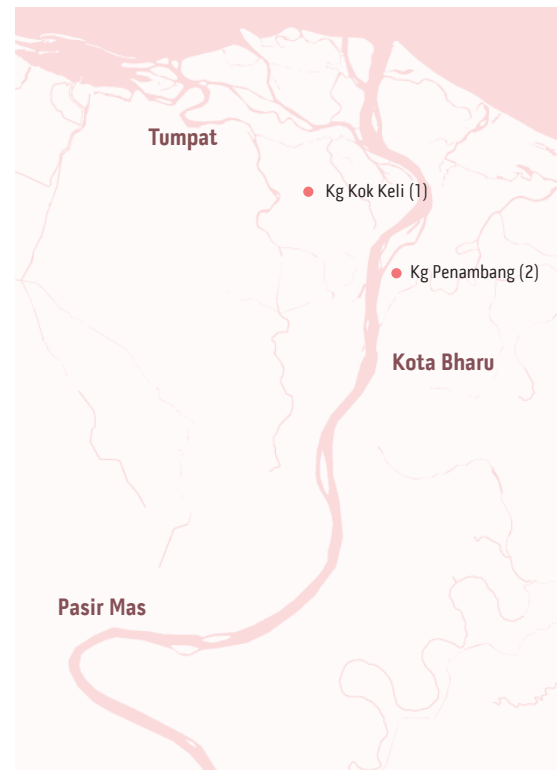 Tumpat
Kg Kok Keli (1)
Kg Penambang (2)
Kota Bharu
Pasir Mas